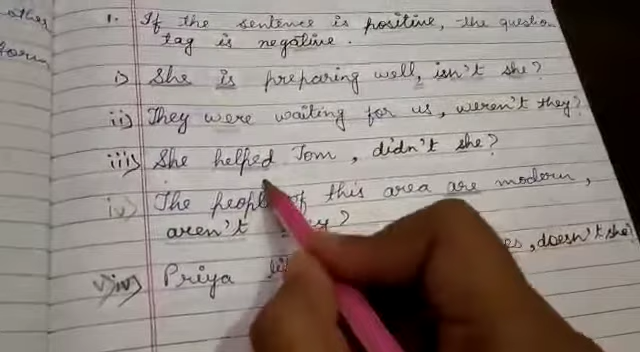 other
form
1. If the sentence is positive, the question
tag is negative.
i) She is preparing well, isn't she?
ii) They were waiting for us, weren't they?
iii) She helped Tom, didn't she?
iv) The people of this area are modern,
aren't
Priya doesn't she?